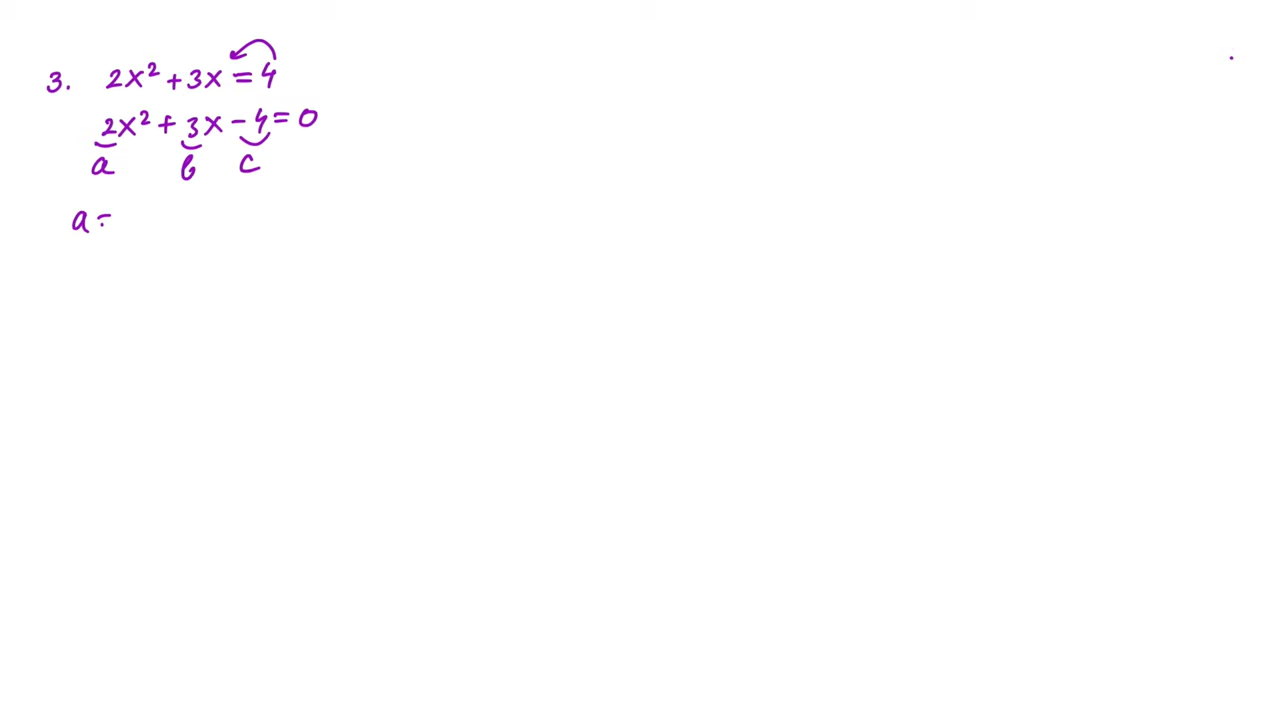 3. 2x² + 3x = 4
2x² + 3x - 4 = 0
a b c
a =